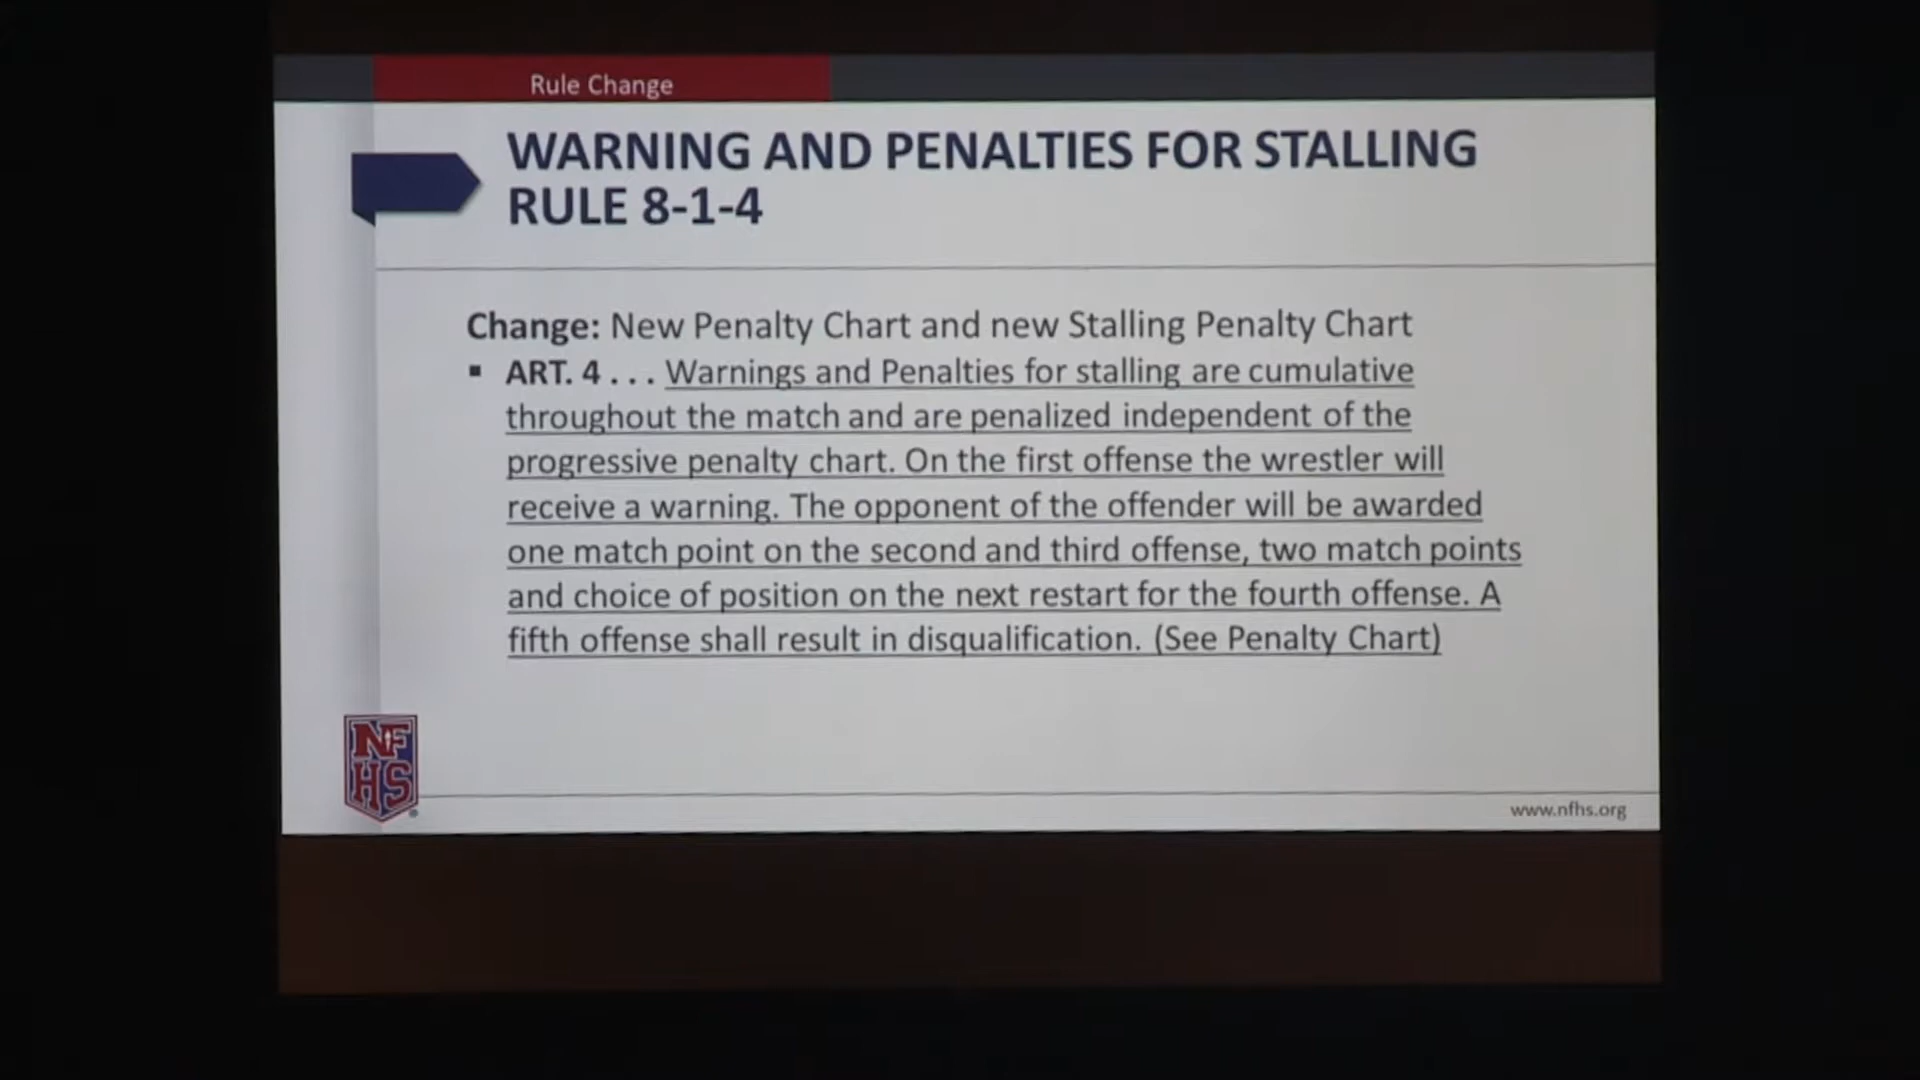 Rule Change
WARNING AND PENALTIES FOR STALLING
RULE 8-1-4
Change: New Penalty Chart and new Stalling Penalty Chart
▪ ART. 4 . . . Warnings and Penalties for stalling are cumulative
throughout the match and are penalized independent of the
progressive penalty chart. On the first offense the wrestler will
receive a warning. The opponent of the offender will be awarded
one match point on the second and third offense, two match points
and choice of position on the next restart for the fourth offense. A
fifth offense shall result in disqualification. (See Penalty Chart)
NF
HS
®
www.nfhs.org